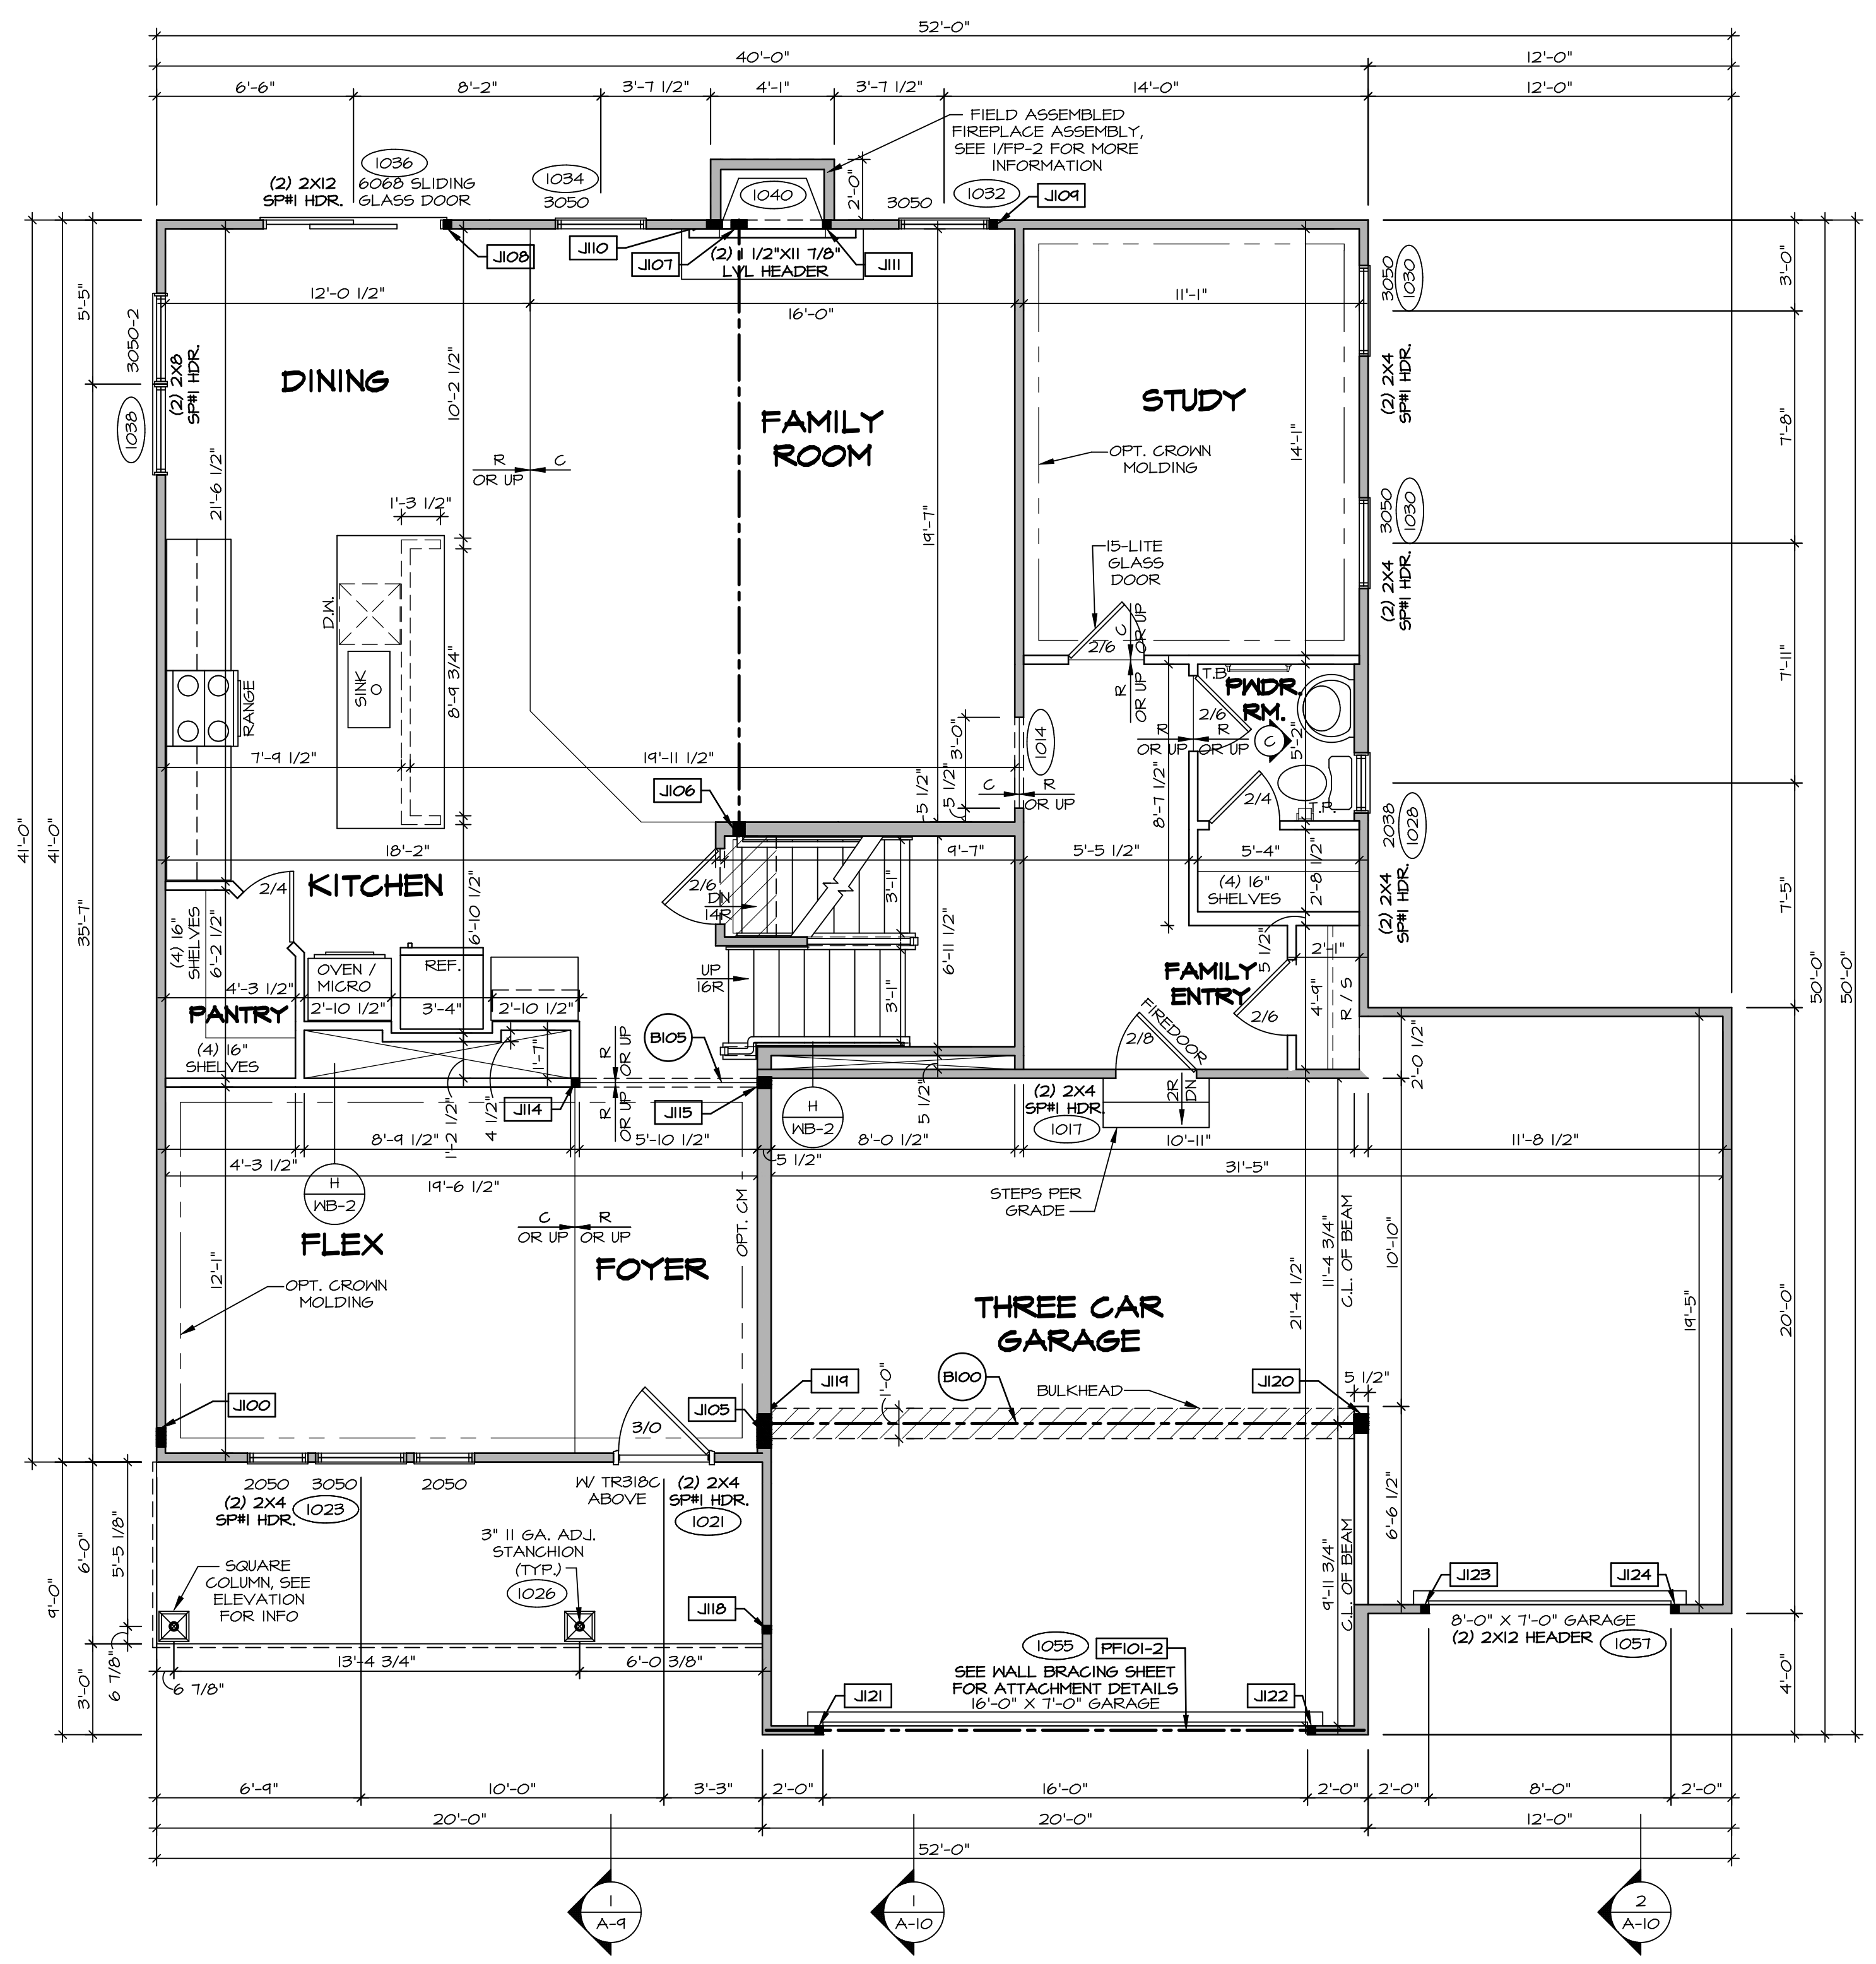 52'-0"
40'-0"
12'-0"
6'-6"
8'-2"
3'-7 1/2"
4'-1"
3'-7 1/2"
14'-0"
12'-0"
FIELD ASSEMBLED
FIREPLACE ASSEMBLY,
SEE 1/FP-2 FOR MORE
INFORMATION
1036
(2) 2X12
SP#1 HDR.
6068 SLIDING
GLASS DOOR
1034
3050
1040
2'-0"
3050
1032
J109
J108
J110
J107
(2) 1 1/2"X11 7/8"
LVL HEADER
J111
12'-0 1/2"
16'-0"
11'-1"
5'-5"
3050-2
1038
(2) 2X8
SP#1 HDR.
3050
1030
(2) 2X4
SP#1 HDR.
3'-0"
DINING
10'-2 1/2"
FAMILY
ROOM
STUDY
OPT. CROWN
MOLDING
14'-1"
7'-8"
R
OR UP
C
21'-6 1/2"
1'-3 1/2"
19'-7"
3050
1030
(2) 2X4
SP#1 HDR.
15-LITE
GLASS
DOOR
D.W.
SINK
RANGE
8'-9 3/4"
2/6
C
OR UP
R
OR UP
T.B.
PWDR.
RM.
2/6
R
OR UP
R
OR UP
C
5'-2"
7'-11"
7'-9 1/2"
19'-11 1/2"
3'-0"
1014
5 1/2"
5 1/2"
C
R
OR UP
J106
8'-7 1/2"
2/4
T.P.
2038
1028
(2) 2X4
SP#1 HDR.
41'-0"
41'-0"
35'-7"
18'-2"
9'-7"
5'-5 1/2"
5'-4"
2'-8 1/2"
(4) 16"
SHELVES
7'-5"
KITCHEN
2/4
2/6
DN
14R
3'-1"
6'-10 1/2"
6'-11 1/2"
(4) 16"
SHELVES
6'-2 1/2"
OVEN /
MICRO
REF.
UP
16R
3'-1"
FAMILY
ENTRY
5 1/2"
2'-1"
4'-9"
R / S
2/6
4'-3 1/2"
2'-10 1/2"
3'-4"
2'-10 1/2"
PANTRY
(4) 16"
SHELVES
1'-7"
R
OR UP
R
OR UP
B105
FIREDOOR
2/8
2R
DN
2'-0 1/2"
50'-0"
50'-0"
J114
J115
H
WB-2
(2) 2X4
SP#1 HDR.
1017
1'-2 1/2"
4 1/2"
5 1/2"
8'-9 1/2"
5'-10 1/2"
8'-0 1/2"
10'-11"
11'-8 1/2"
4'-3 1/2"
5 1/2"
31'-5"
19'-6 1/2"
H
WB-2
OPT. CM
STEPS PER
GRADE
C
OR UP
R
OR UP
FLEX
FOYER
12'-1"
OPT. CROWN
MOLDING
THREE CAR
GARAGE
21'-4 1/2"
11'-4 3/4"
C.L. OF BEAM
10'-10"
19'-5"
20'-0"
J100
J105
J119
1'-0"
B100
BULKHEAD
J120
5 1/2"
3/0
2050
3050
2050
(2) 2X4
SP#1 HDR.
1023
W/ TR318C
ABOVE
(2) 2X4
SP#1 HDR.
1021
3" 11 GA. ADJ.
STANCHION
(TYP.)
1026
SQUARE
COLUMN, SEE
ELEVATION
FOR INFO
6'-0"
5'-5 1/8"
9'-0"
3'-0"
6 7/8"
6 7/8"
13'-4 3/4"
6'-0 3/8"
J118
6'-6 1/2"
9'-11 3/4"
C.L. OF BEAM
J123
J124
8'-0" X 7'-0" GARAGE
(2) 2X12 HEADER
1057
1055
PF101-2
SEE WALL BRACING SHEET
FOR ATTACHMENT DETAILS
16'-0" X 7'-0" GARAGE
J121
J122
4'-0"
6'-9"
10'-0"
3'-3"
2'-0"
16'-0"
2'-0"
2'-0"
8'-0"
2'-0"
20'-0"
20'-0"
12'-0"
52'-0"
1
A-9
1
A-10
2
A-10